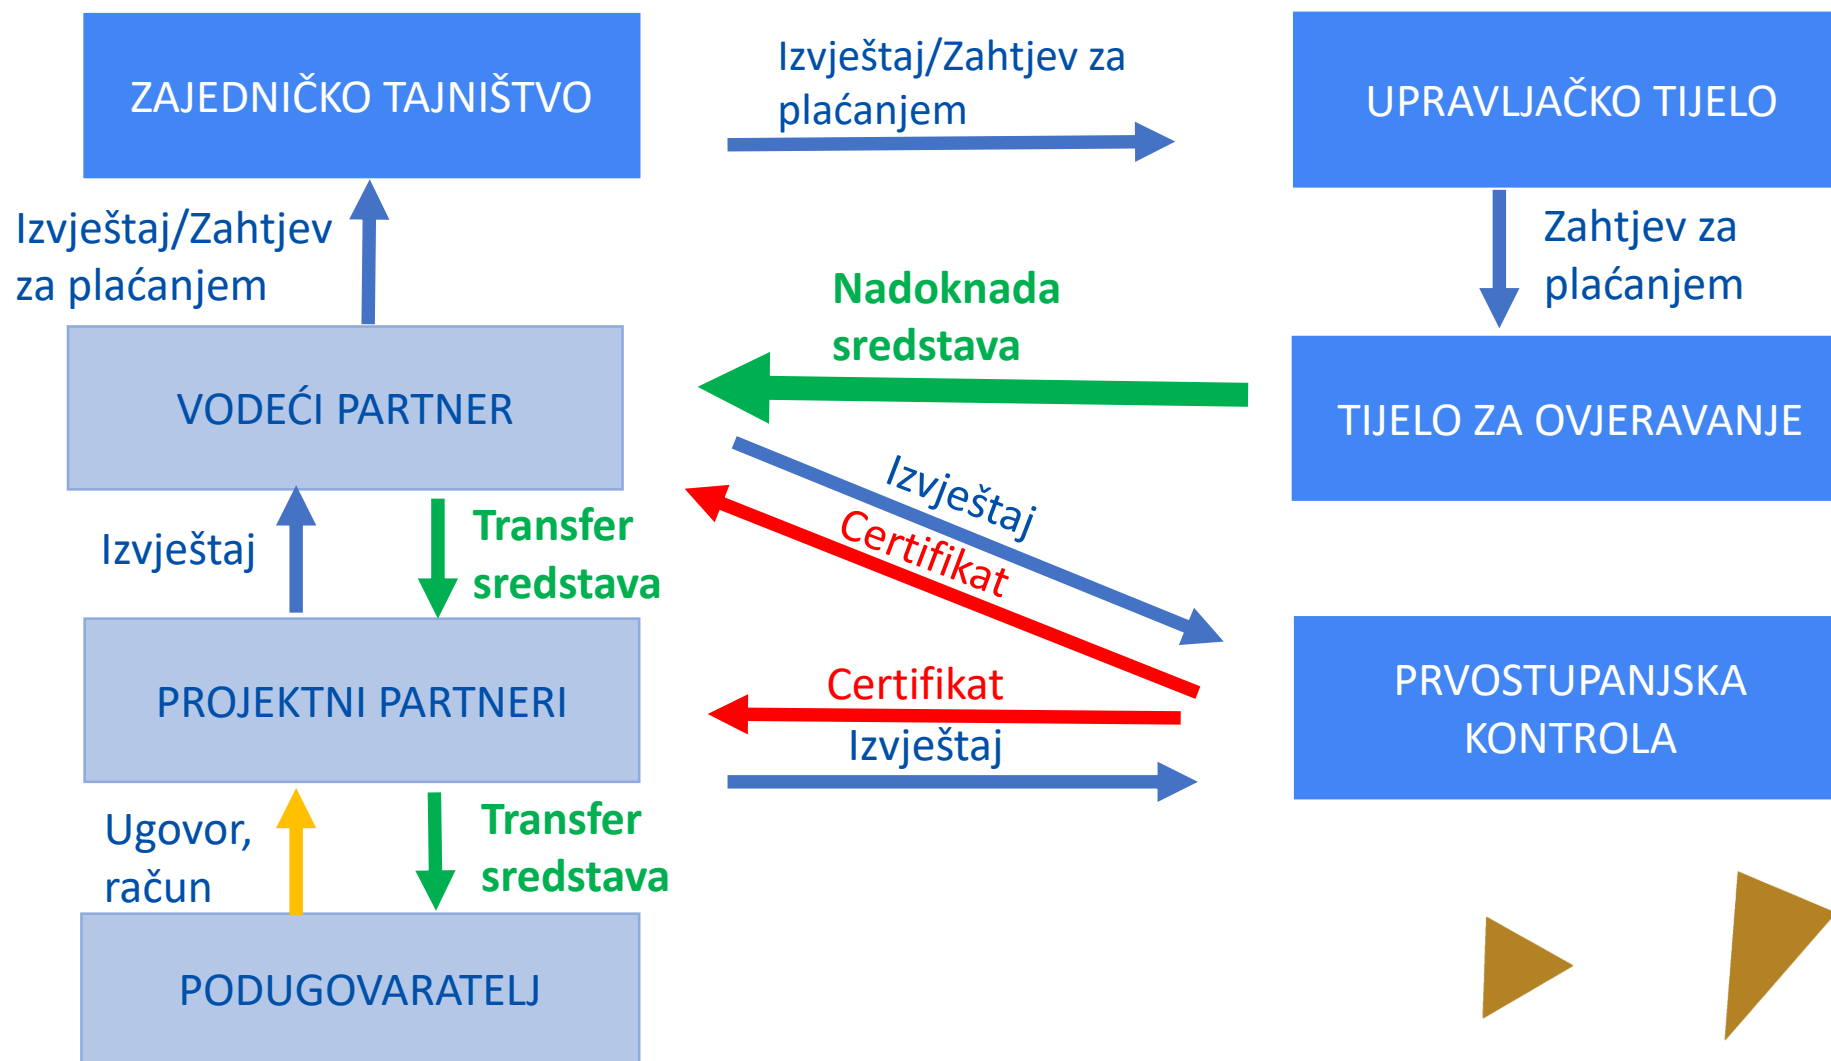 ZAJEDNIČKO TAJNIŠTVO
Izvještaj/Zahtjev za
plaćanjem
UPRAVLJAČKO TIJELO
Izvještaj/Zahtjev
za plaćanjem
Zahtjev za
plaćanjem
Nadoknada
sredstava
VODEĆI PARTNER
TIJELO ZA OVJERAVANJE
Izvještaj
Certifikat
Izvještaj
Transfer
sredstava
PROJEKTNI PARTNERI
Certifikat
Izvještaj
PRVOSTUPANJSKA
KONTROLA
Ugovor,
račun
Transfer
sredstava
PODUGOVARATELJ